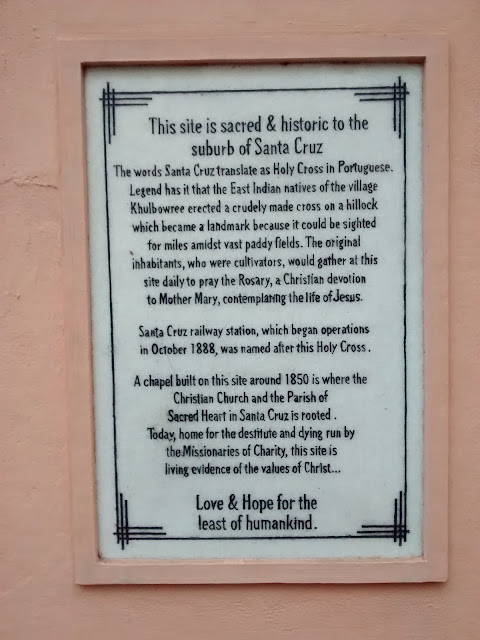 This site is sacred & historic to the
suburb of Santa Cruz
The words Santa Cruz translate as Holy Cross in Portuguese.
Legend has it that the East Indian natives of the village
Khulbowree erected a crudely made cross on a hillock
which became a landmark because it could be sighted
for miles amidst vast paddy fields. The original
inhabitants, who were cultivators, would gather at this
site daily to pray the Rosary, a Christian devotion
to Mother Mary, contemplating the life of Jesus.
Santa Cruz railway station, which began operations
in October 1888, was named after this Holy Cross.
A chapel built on this site around 1850 is where the
Christian Church and the Parish of
Sacred Heart in Santa Cruz is rooted.
Today, home for the destitute and dying run by
the Missionaries of Charity, this site is
living evidence of the values of Christ...
Love & Hope for the
least of humankind.